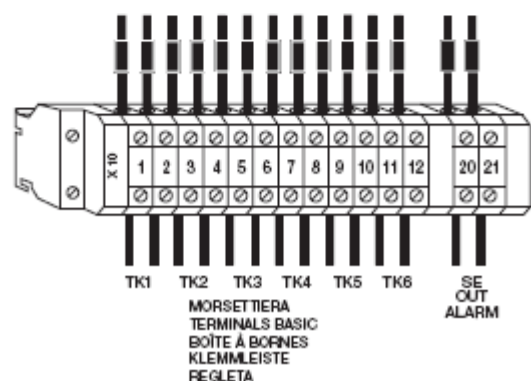 X 10
1 2 3 4 5 6 7 8 9 10 11 12 20 21
TK1 TK2 TK3 TK4 TK5 TK6 SE
OUT
ALARM
MORSETTIERA
TERMINALS BASIC
BOÎTE À BORNES
KLEMMLEISTE
REGLETA